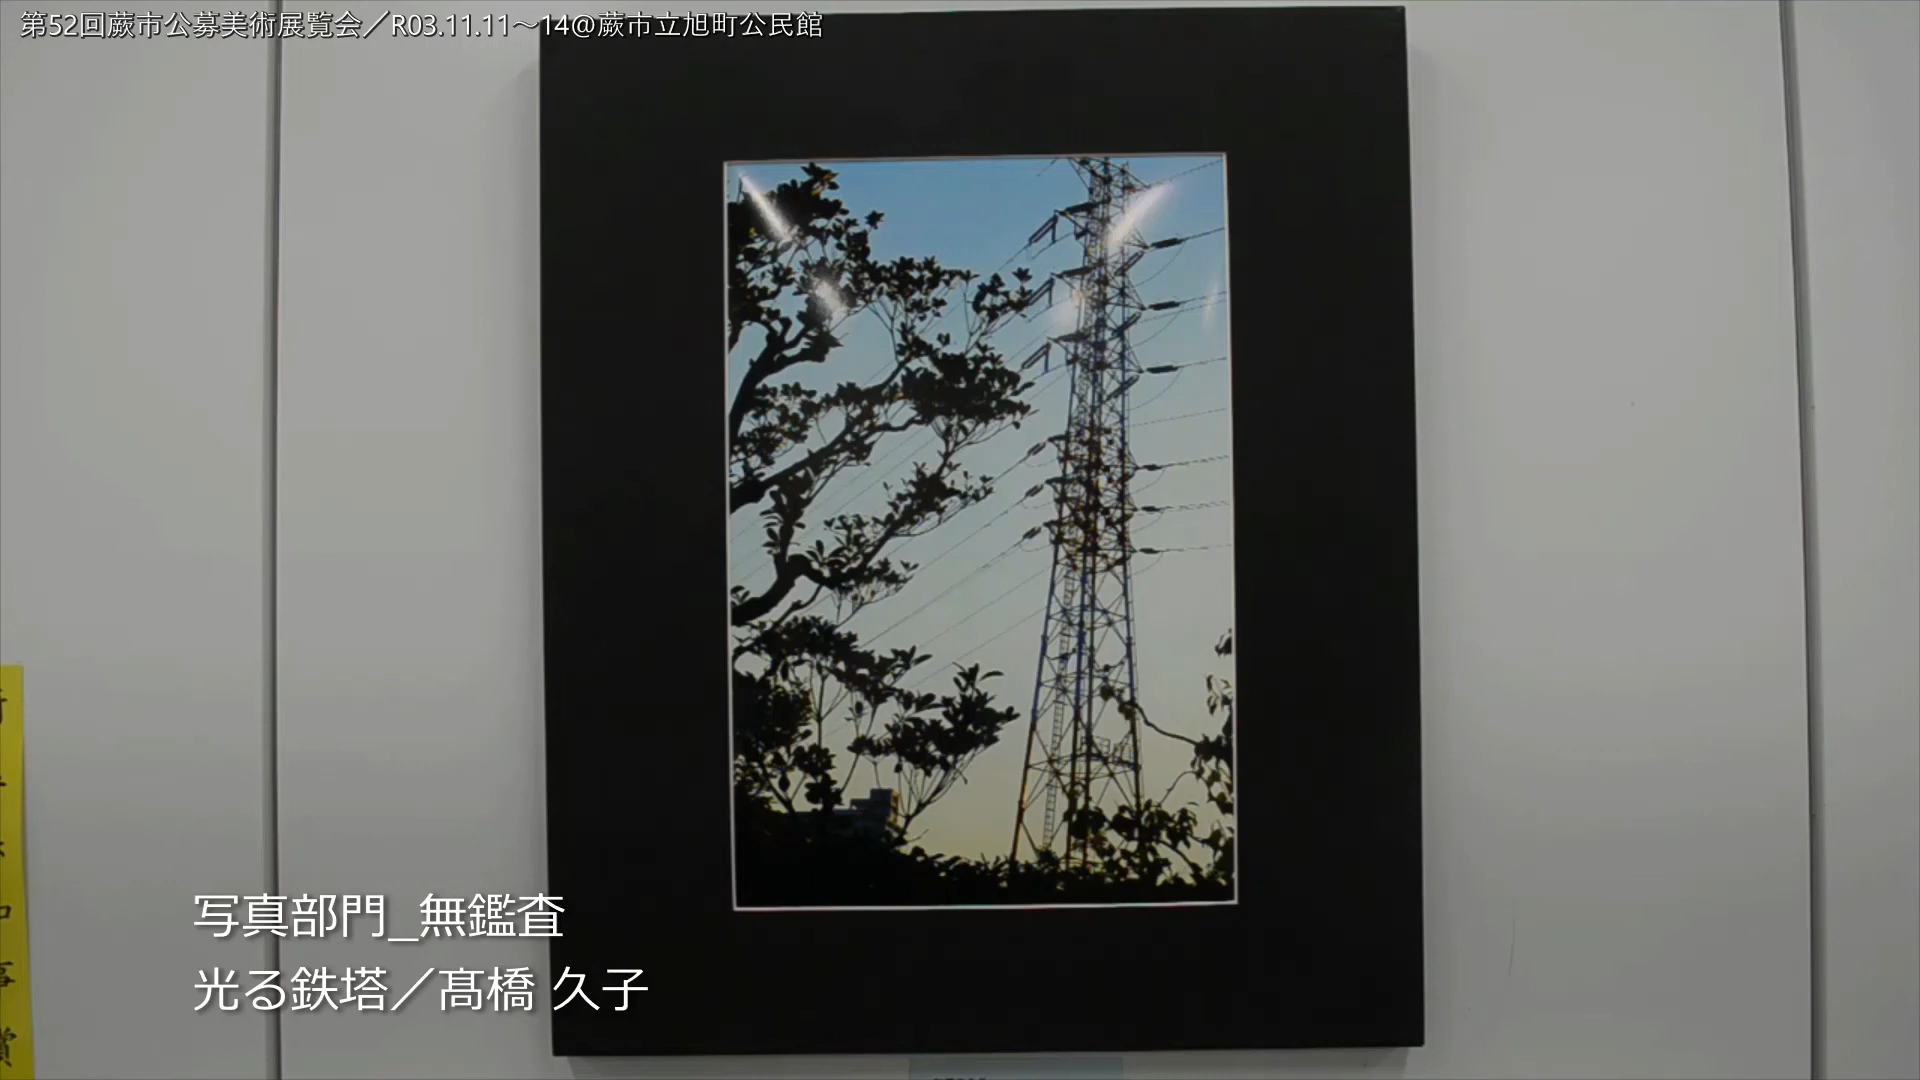 第52回蕨市公募美術展覧会／R03.11.11～14@蕨市立旭町公民館
写真部門_無鑑査
光る鉄塔／髙橋 久子